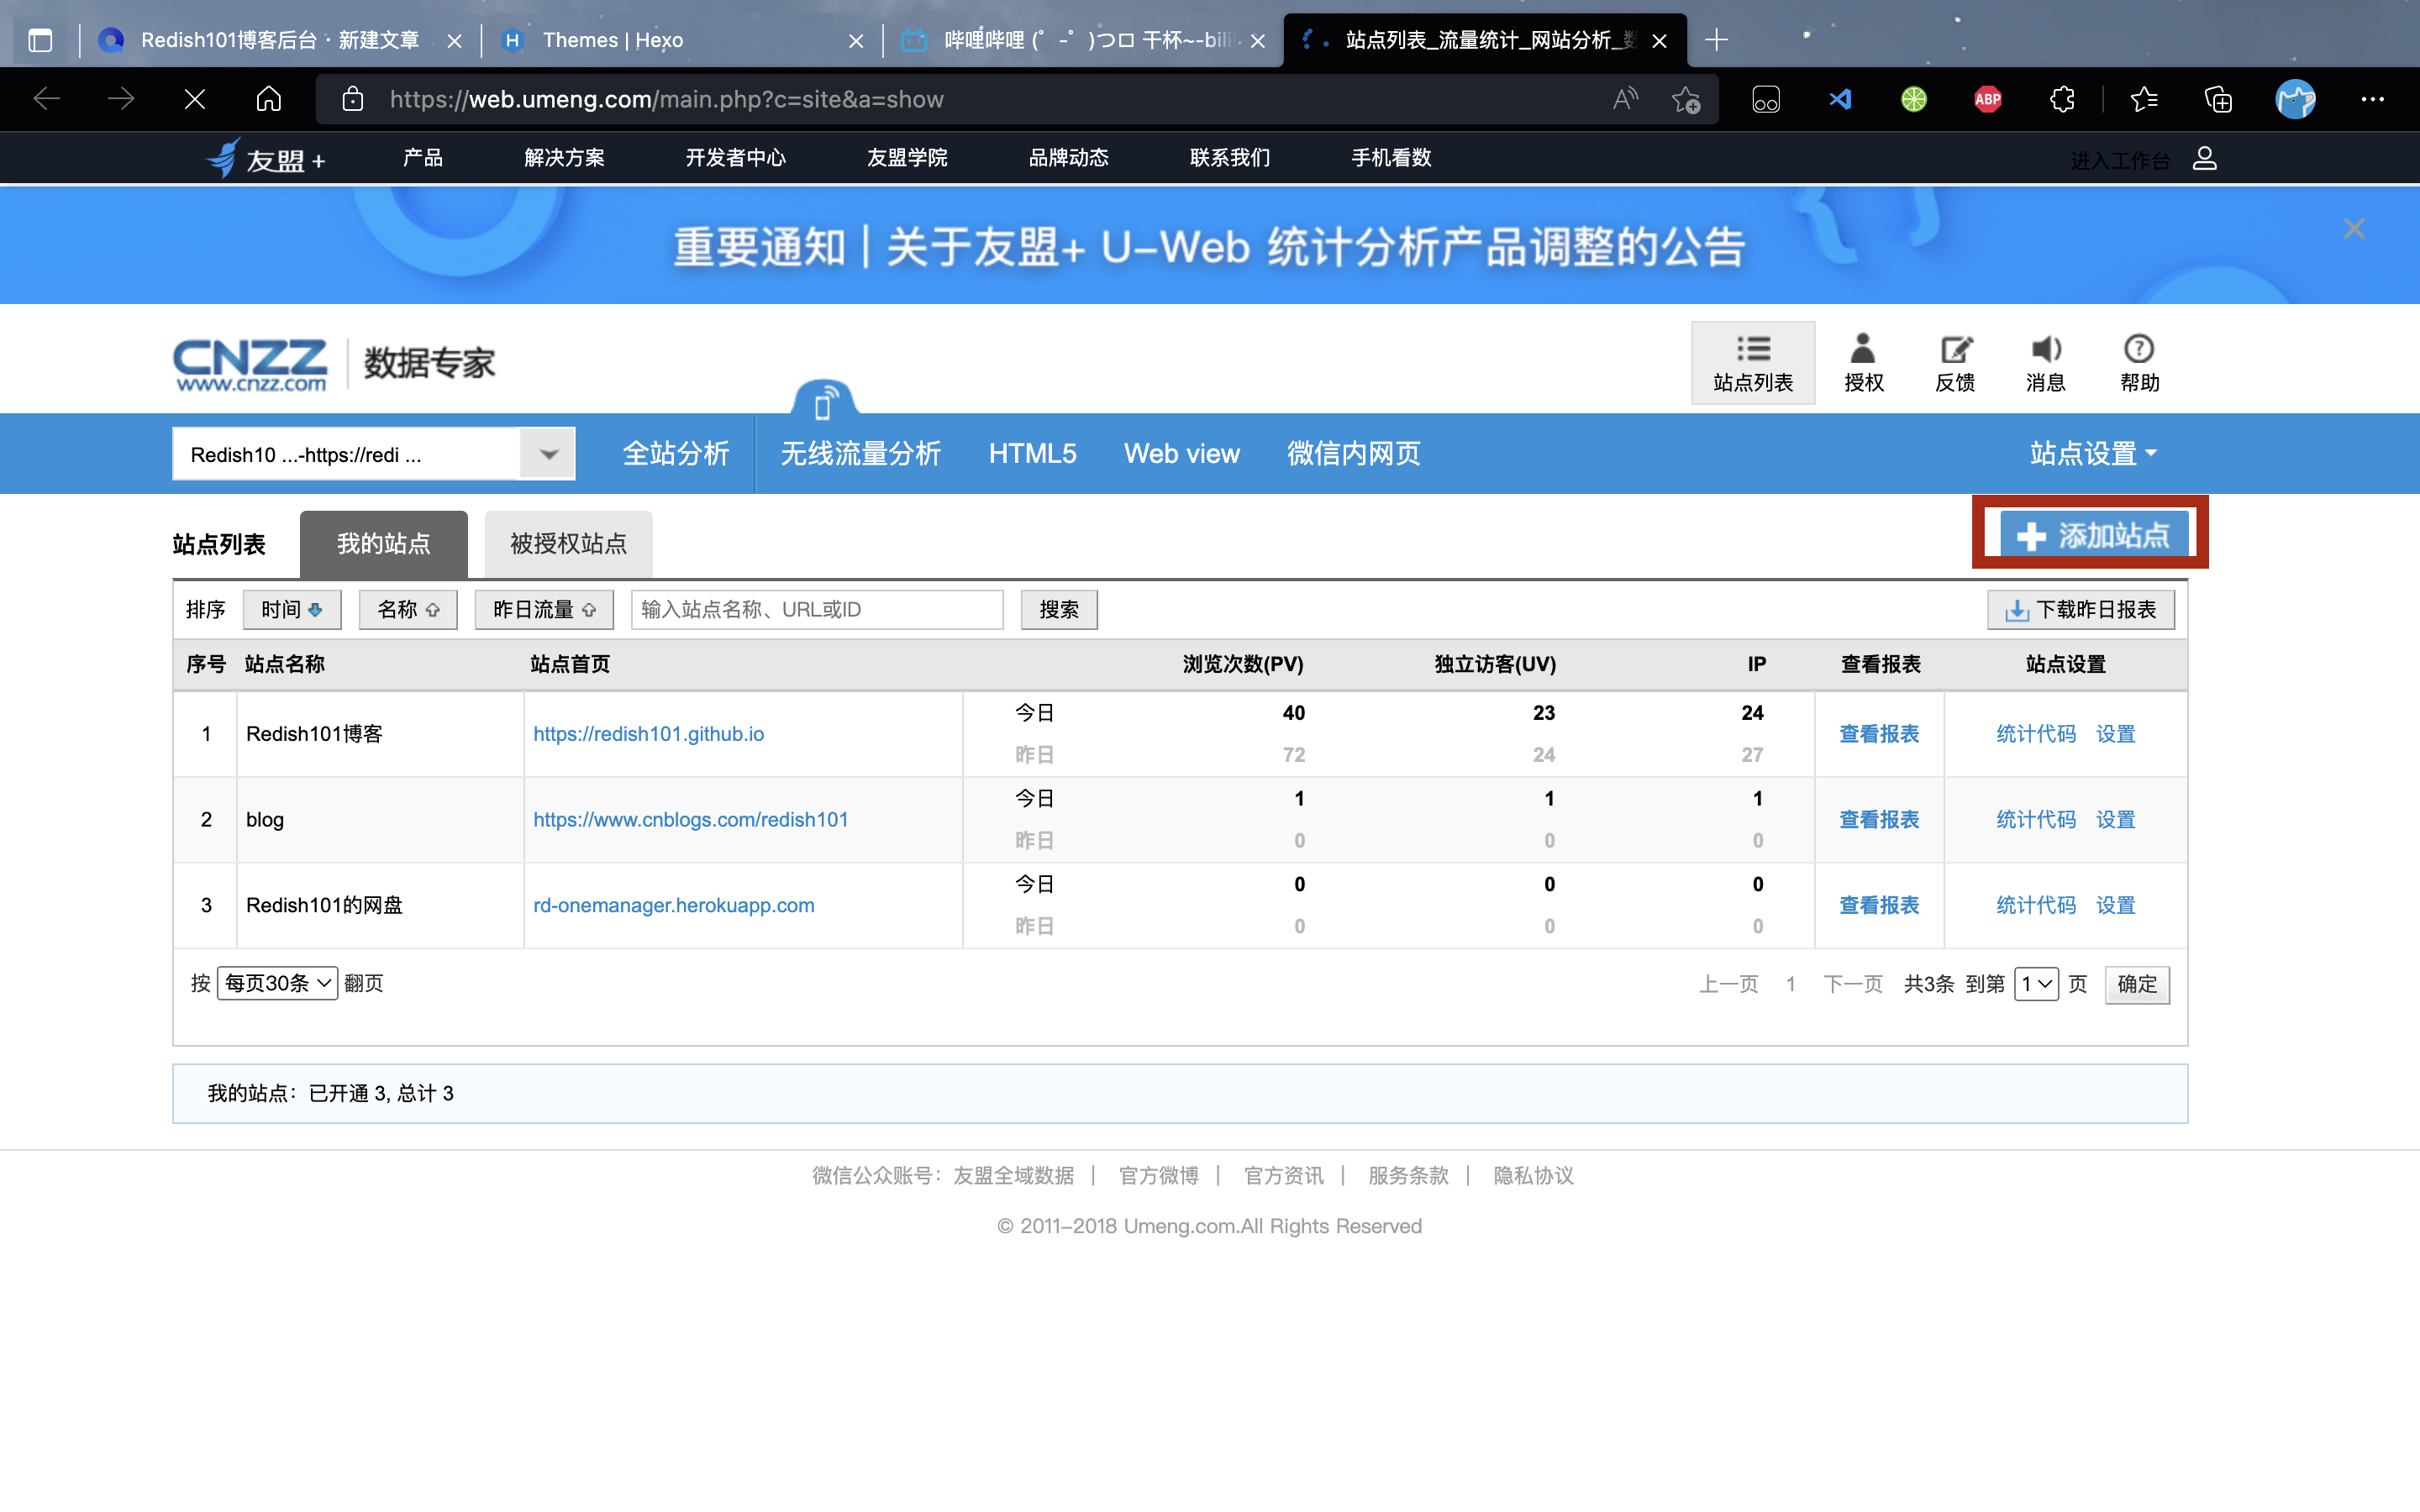 Redish101博客后台 · 新建文章
Themes | Hexo
哔哩哔哩 (゜-゜)つロ 干杯~-bili
站点列表_流量统计_网站分析_数
https://web.umeng.com/main.php?c=site&a=show
ABP
友盟+ 产品 解决方案 开发者中心 友盟学院 品牌动态 联系我们 手机看数 进入工作台
重要通知 | 关于友盟+ U-Web 统计分析产品调整的公告
CNZZ 数据专家
www.cnzz.com
站点列表 授权 反馈 消息 帮助
Redish10 ...-https://redi ... 全站分析 无线流量分析 HTML5 Web view 微信内网页 站点设置
站点列表 我的站点 被授权站点 添加站点
排序 时间 名称 昨日流量 输入站点名称、URL或ID 搜索 下载昨日报表
序号 站点名称 站点首页 浏览次数(PV) 独立访客(UV) IP 查看报表 站点设置
1 Redish101博客 https://redish101.github.io 今日 40 23 24 查看报表 统计代码 设置
昨日 72 24 27
2 blog https://www.cnblogs.com/redish101 今日 1 1 1 查看报表 统计代码 设置
昨日 0 0 0
3 Redish101的网盘 rd-onemanager.herokuapp.com 今日 0 0 0 查看报表 统计代码 设置
昨日 0 0 0
按 每页30条 翻页 上一页 1 下一页 共3条 到第 1 页 确定
我的站点：已开通 3, 总计 3
微信公众账号：友盟全域数据 | 官方微博 | 官方资讯 | 服务条款 | 隐私协议
© 2011-2018 Umeng.com.All Rights Reserved